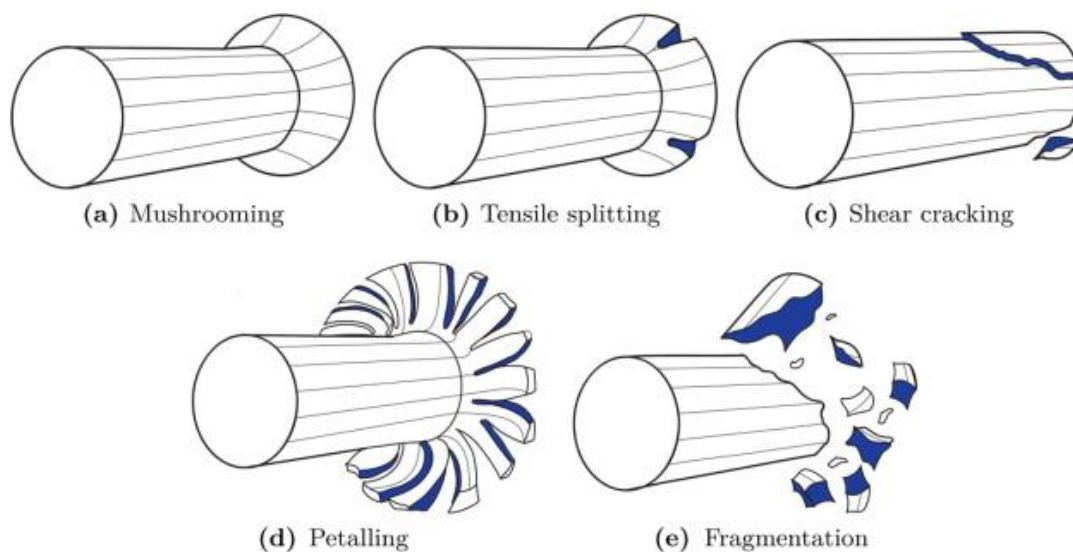 (a) Mushrooming
(b) Tensile splitting
(c) Shear cracking
(d) Petalling
(e) Fragmentation